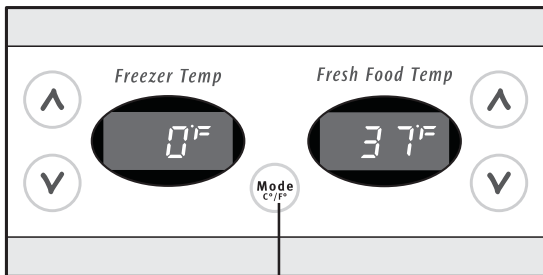 Freezer Temp
Fresh Food Temp
0°F
37°F
Mode
C°/F°